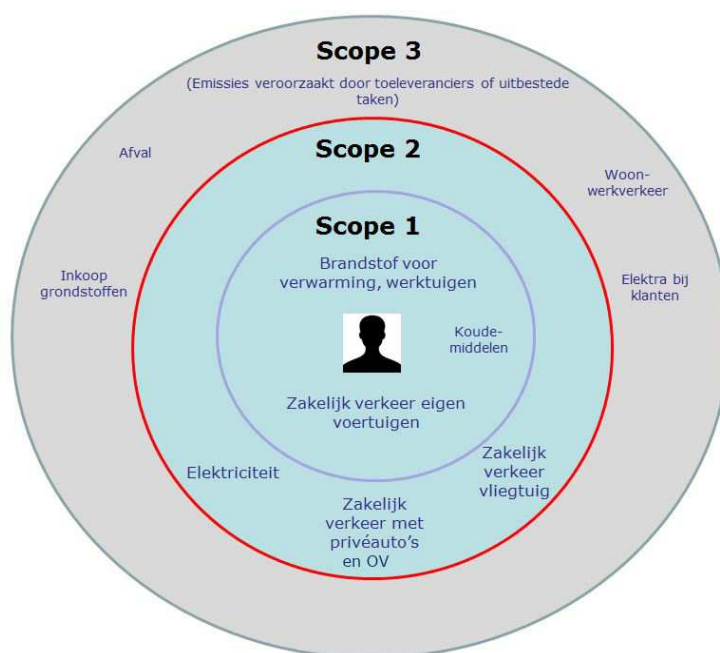 Scope 3
(Emissies veroorzaakt door toeleveranciers of uitbestede
taken)
Afval
Scope 2
Woon-
werkverkeer
Scope 1
Brandstof voor
verwarming, werktuigen
Inkoop
grondstoffen
Elektra bij
klanten
Koude-
middelen
Zakelijk verkeer eigen
voertuigen
Elektriciteit
Zakelijk
verkeer
vliegtuig
Zakelijk
verkeer met
privéauto's
en OV